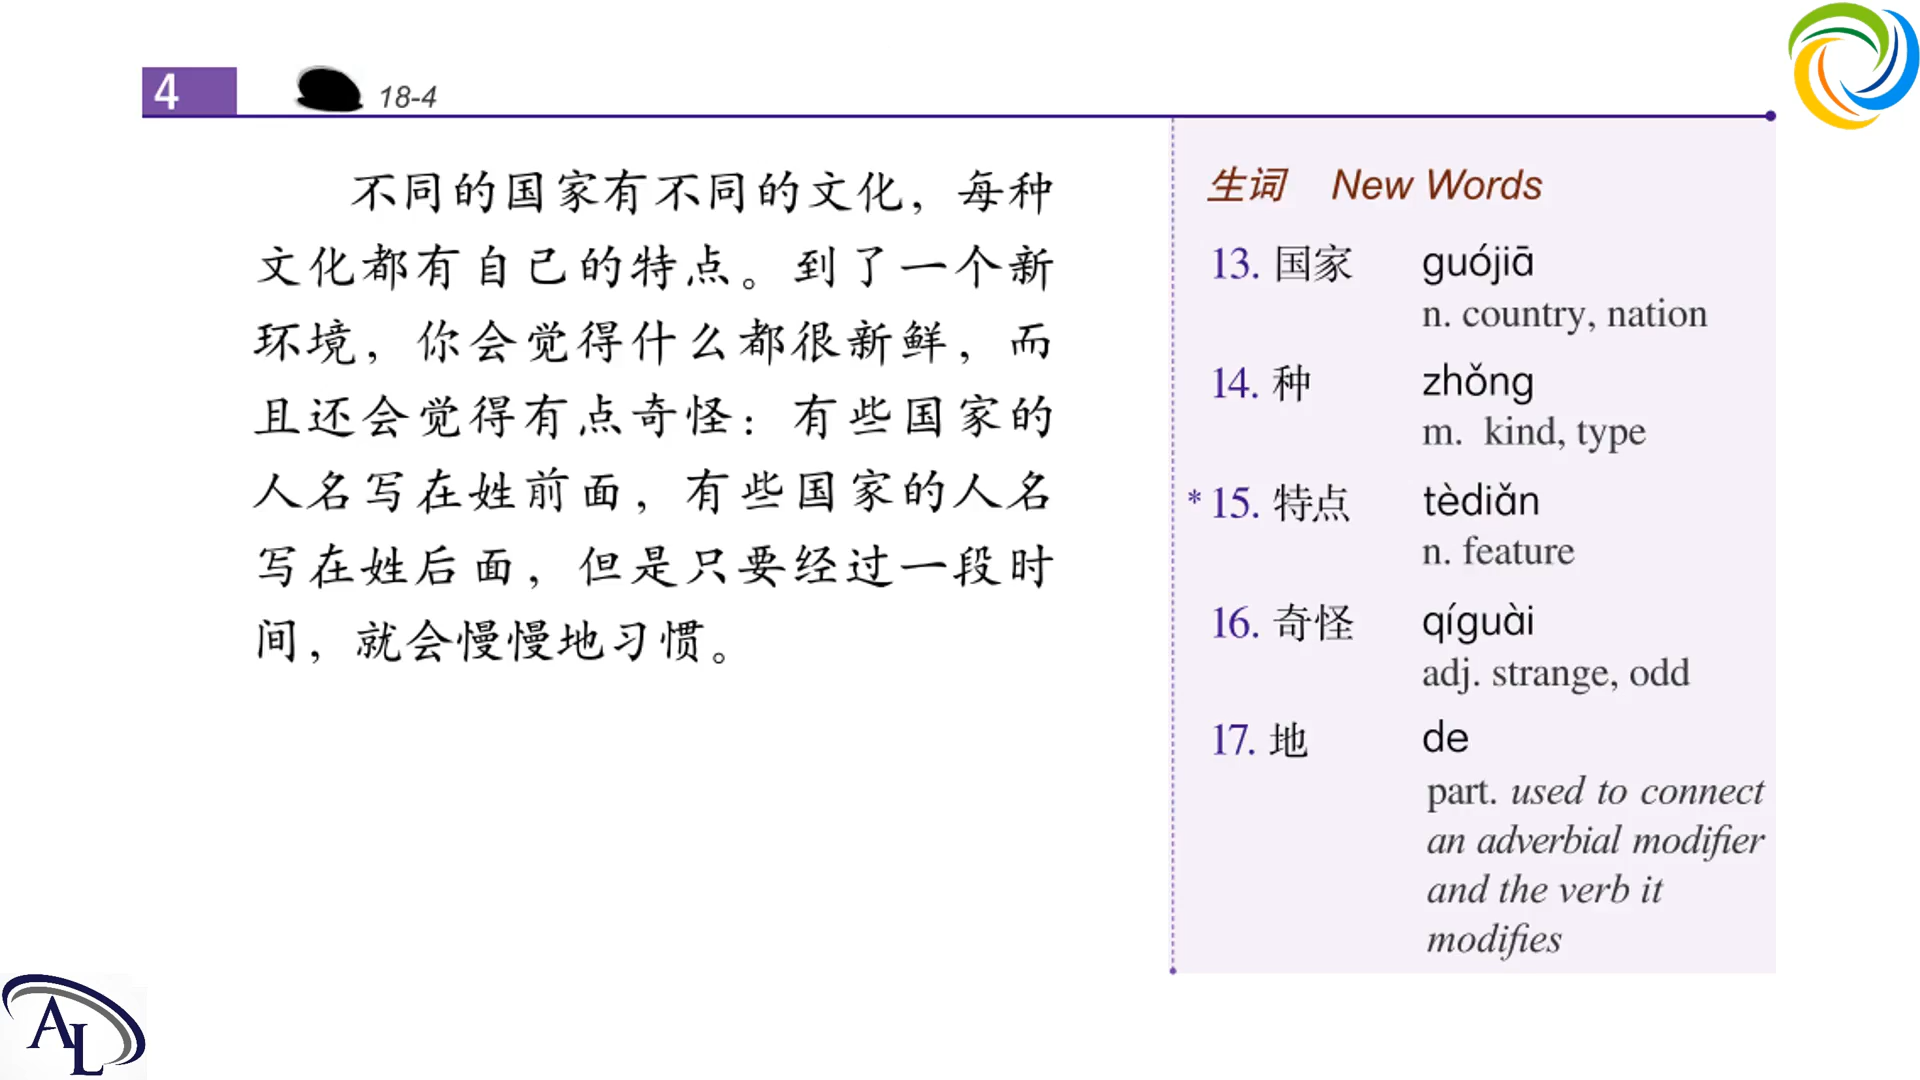 4
18-4
不同的国家有不同的文化，每种
文化都有自己的特点。到了一个新
环境，你会觉得什么都很新鲜，而
且还会觉得有点奇怪：有些国家的
人名写在姓前面，有些国家的人名
写在姓后面，但是只要经过一段时
间，就会慢慢地习惯。
生词 New Words
13. 国家 guójiā
n. country, nation
14. 种 zhǒng
m. kind, type
*15. 特点 tèdiǎn
n. feature
16. 奇怪 qíguài
adj. strange, odd
17. 地 de
part. used to connect
an adverbial modifier
and the verb it
modifies
AL